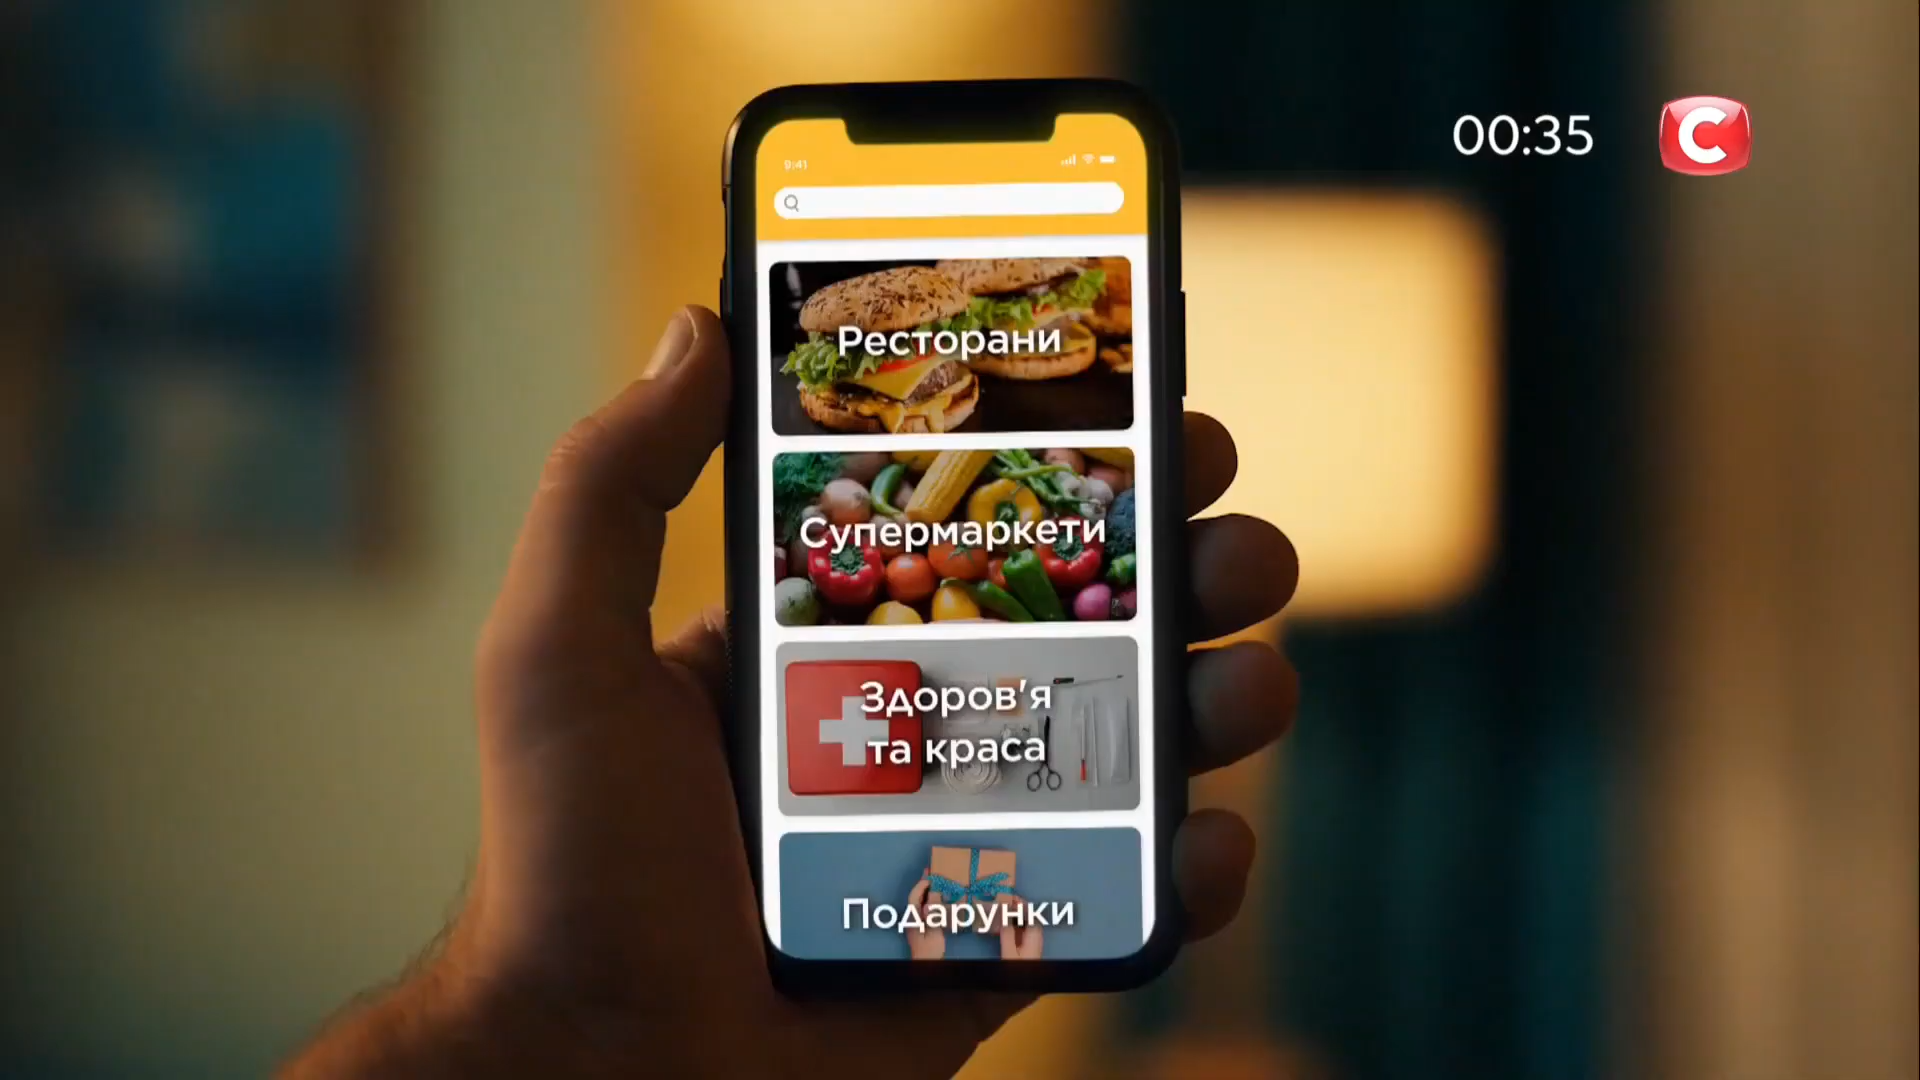 00:35
C
9:41
Ресторани
Супермаркети
Здоров'я
та краса
Подарунки